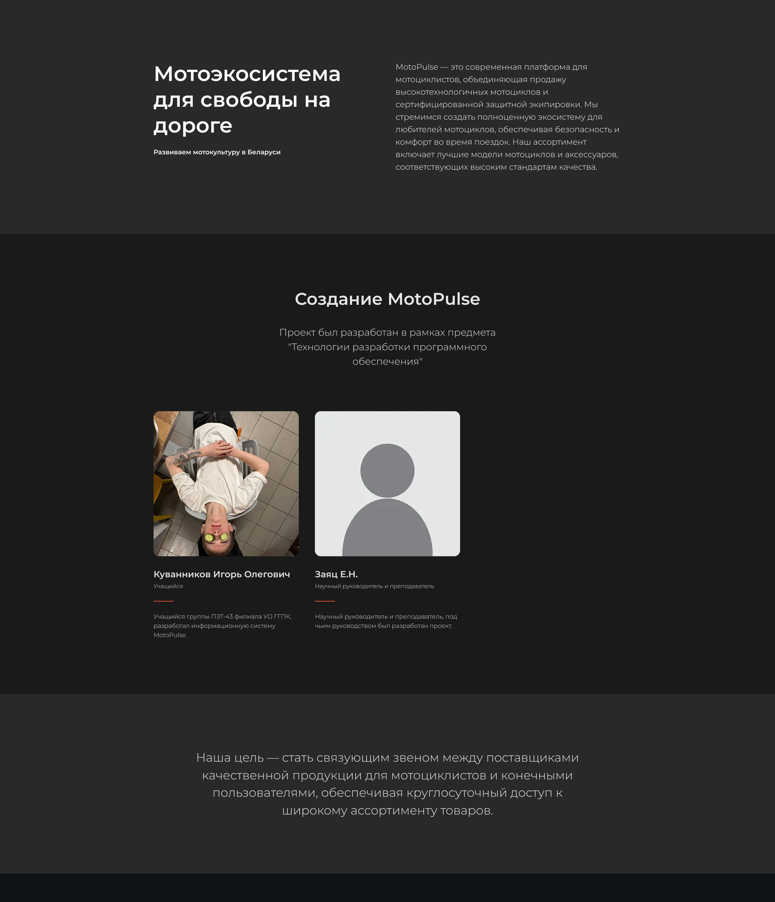 Мотоэкосистема
для свободы на
дороге
Развиваем мотокультуру в Беларуси
MotoPulse — это современная платформа для
мотоциклистов, объединяющая продажу
высокотехнологичных мотоциклов и
сертифицированной защитной экипировки. Мы
стремимся создать полноценную экосистему для
любителей мотоциклов, обеспечивая безопасность и
комфорт во время поездок. Наш ассортимент
включает лучшие модели мотоциклов и аксессуаров,
соответствующих высоким стандартам качества.
Создание MotoPulse
Проект был разработан в рамках предмета
"Технологии разработки программного
обеспечения"
Куванников Игорь Олегович
Учащийся
Учащийся группы ПЗТ-43 филиала УО ГГПК,
разработал информационную систему
MotoPulse.
Заяц Е.Н.
Научный руководитель и преподаватель
Научный руководитель и преподаватель, под
чьим руководством был разработан проект.
Наша цель — стать связующим звеном между поставщиками
качественной продукции для мотоциклистов и конечными
пользователями, обеспечивая круглосуточный доступ к
широкому ассортименту товаров.